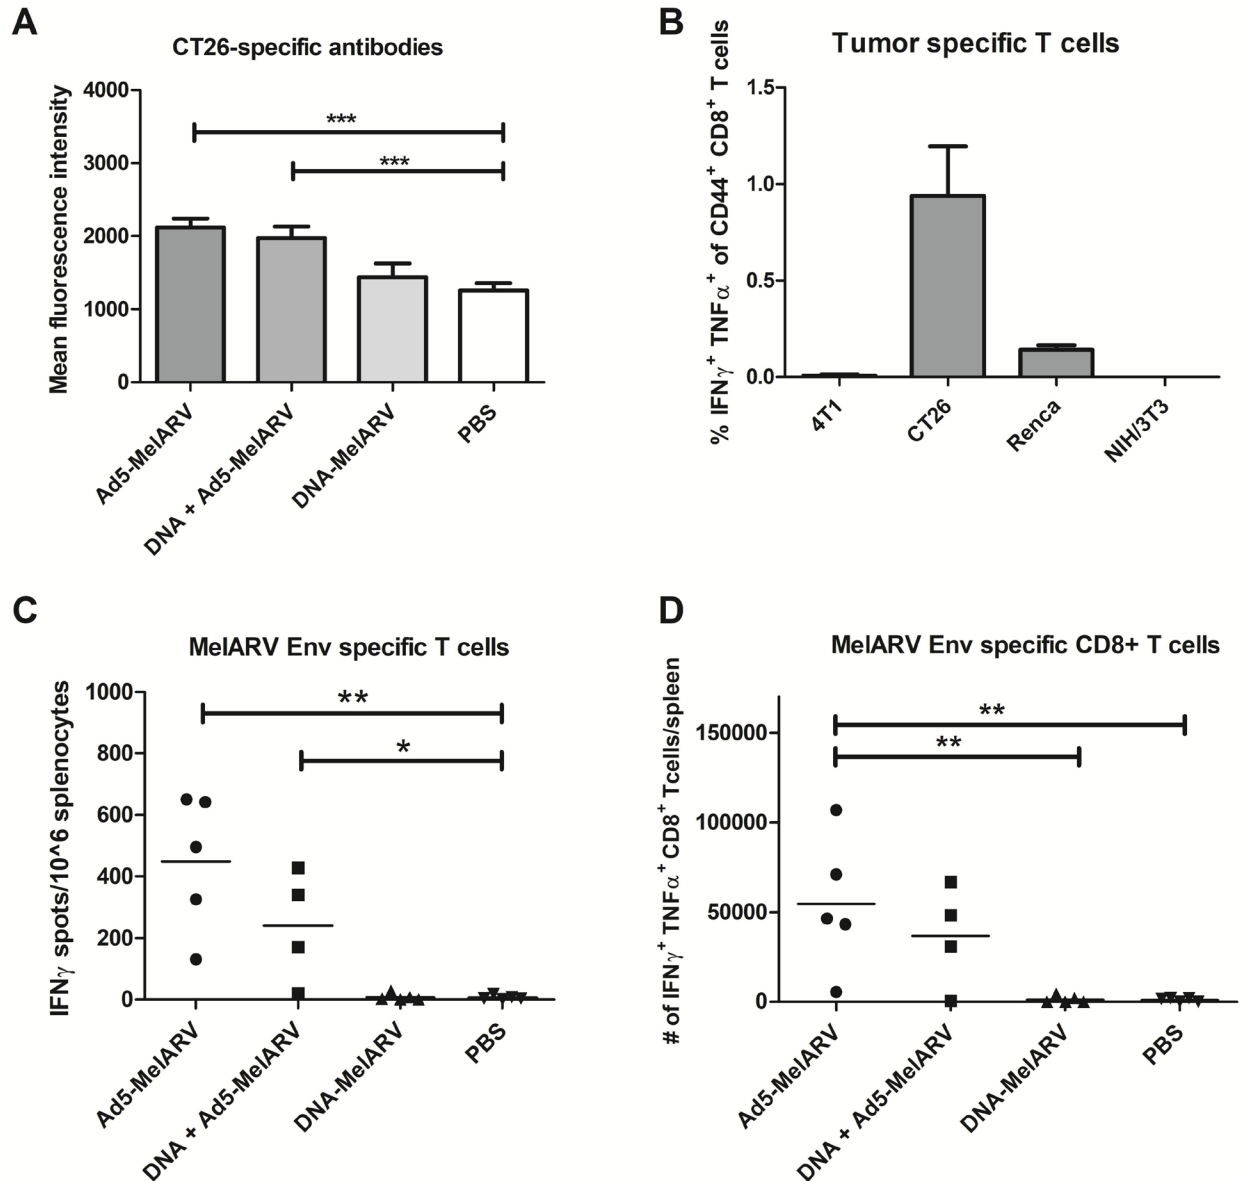 A
CT26-specific antibodies
Mean fluorescence intensity
4000
3000
2000
1000
0
***
***
Ad5-MelARV
DNA + Ad5-MelARV
DNA-MelARV
PBS
B
Tumor specific T cells
% IFNγ⁺ TNFα⁺ of CD44⁺ CD8⁺ T cells
1.5
1.0
0.5
0.0
4T1
CT26
Renca
NIH/3T3
C
MelARV Env specific T cells
IFNγ spots/10^6 splenocytes
1000
800
600
400
200
0
**
*
Ad5-MelARV
DNA + Ad5-MelARV
DNA-MelARV
PBS
D
MelARV Env specific CD8+ T cells
# of IFNγ⁺ TNFα⁺ CD8⁺ Tcells/spleen
150000
100000
50000
0
**
**
Ad5-MelARV
DNA + Ad5-MelARV
DNA-MelARV
PBS